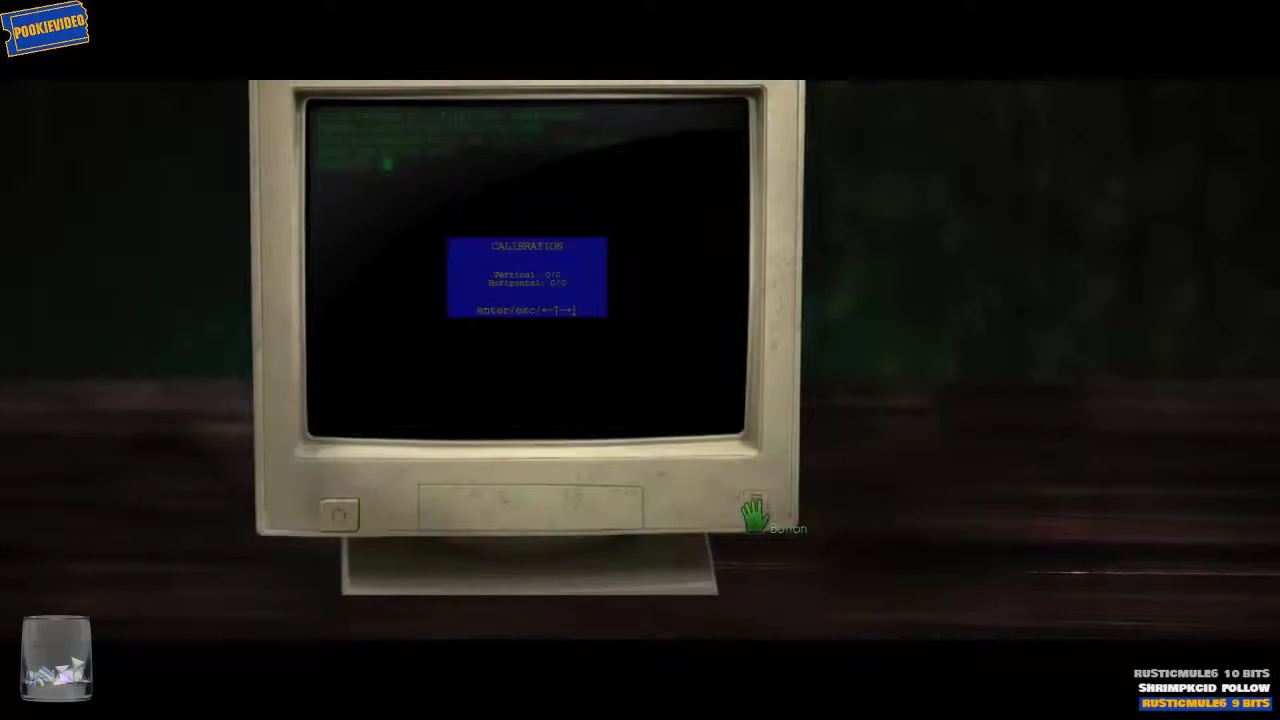 POOKIEVIDEO
CALIBRATION
Vertical: 0/0
Horizontal: 0/0
enter/esc/←↑→↓
Button
RUSTICMULE6 10 BITS
SHRIMPKCID FOLLOW
RUSTICMULE6 9 BITS